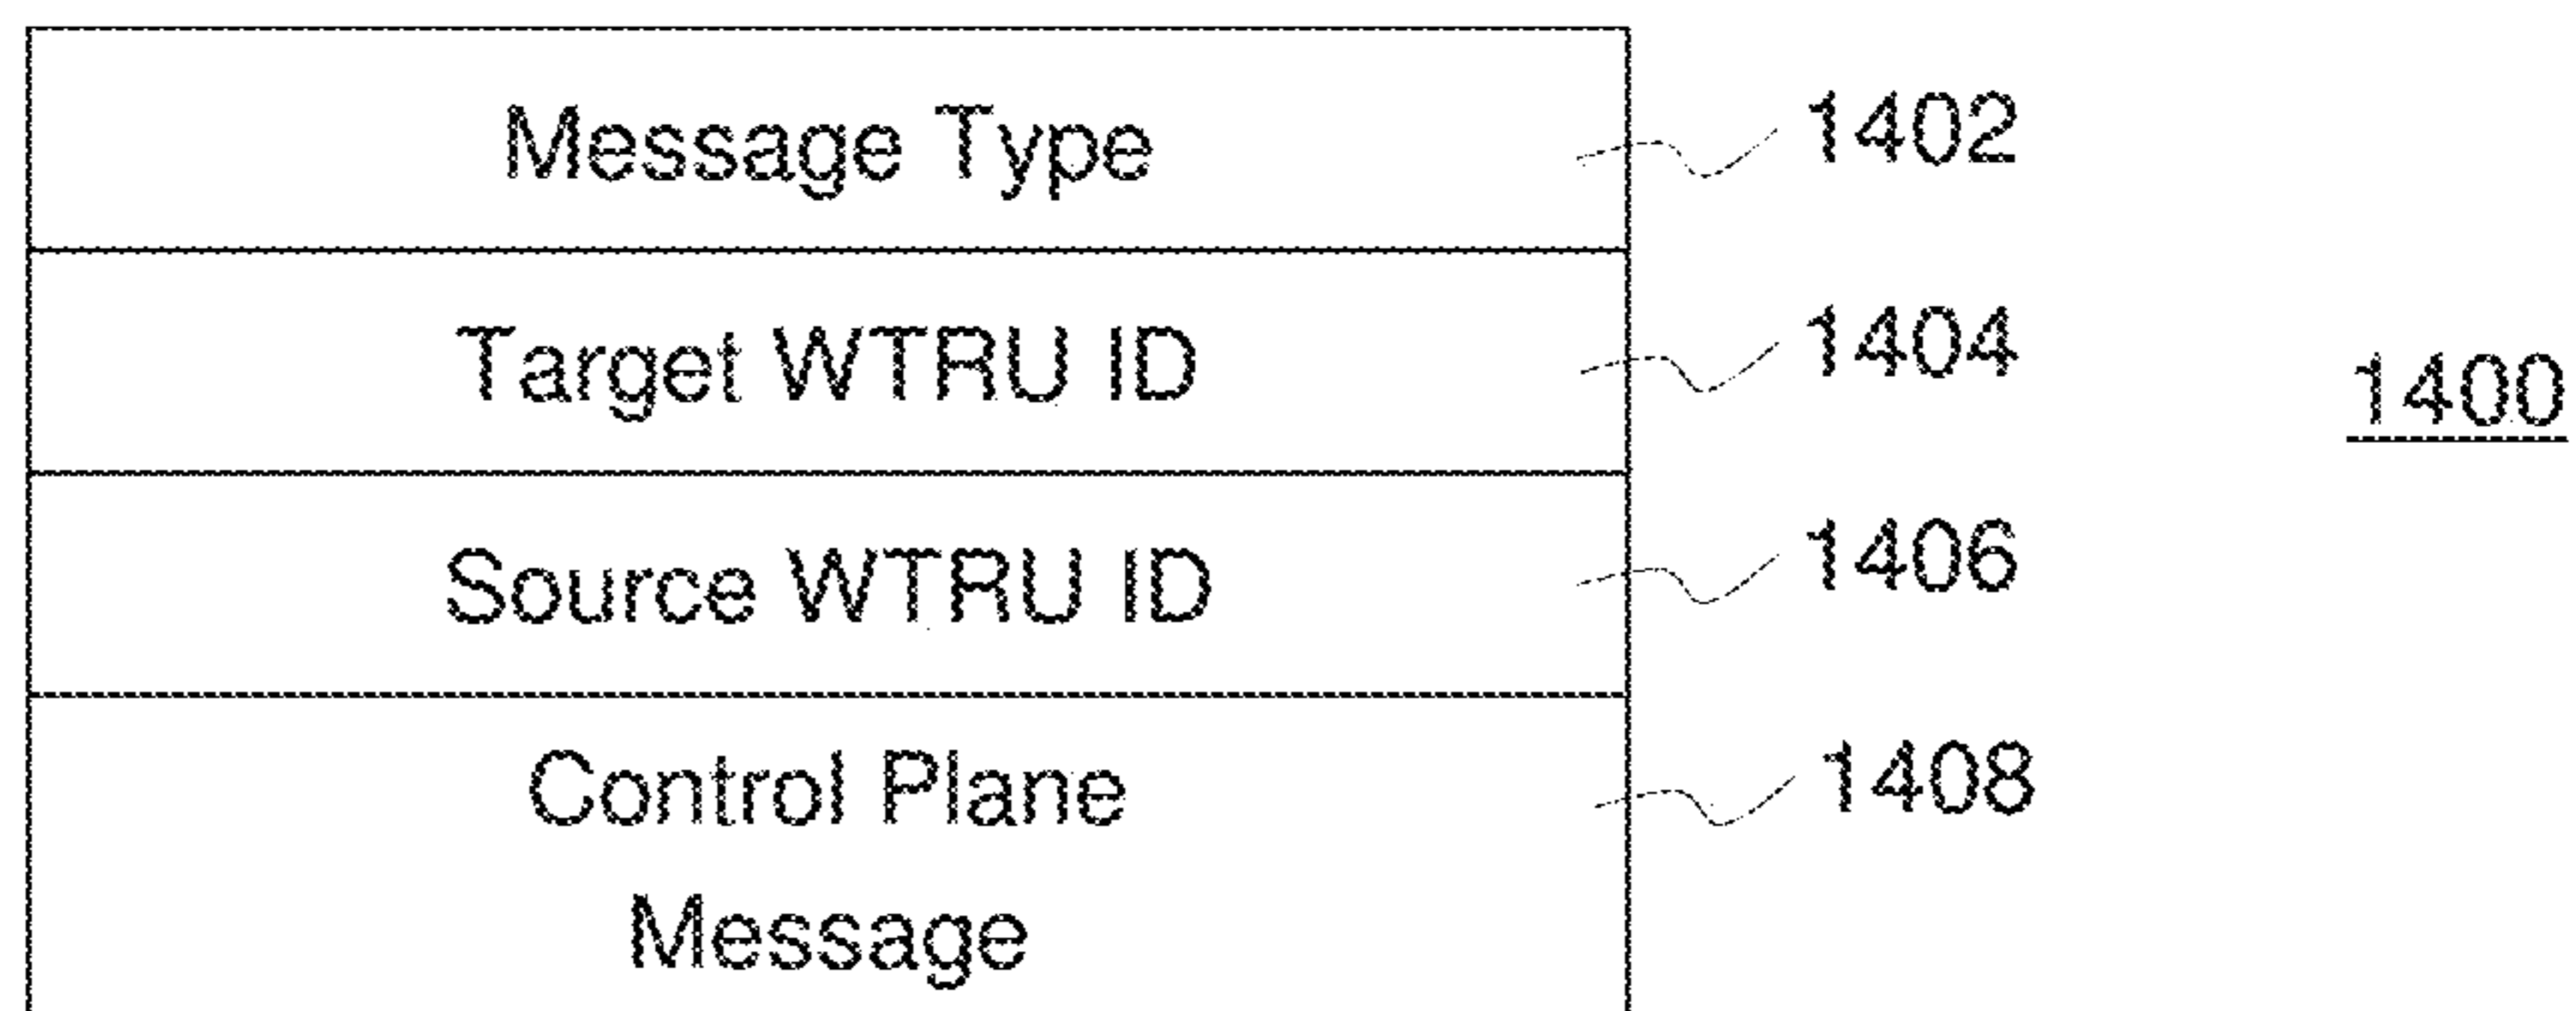 Message Type 1402
Target WTRU ID 1404
1400
Source WTRU ID 1406
Control Plane 1408
Message